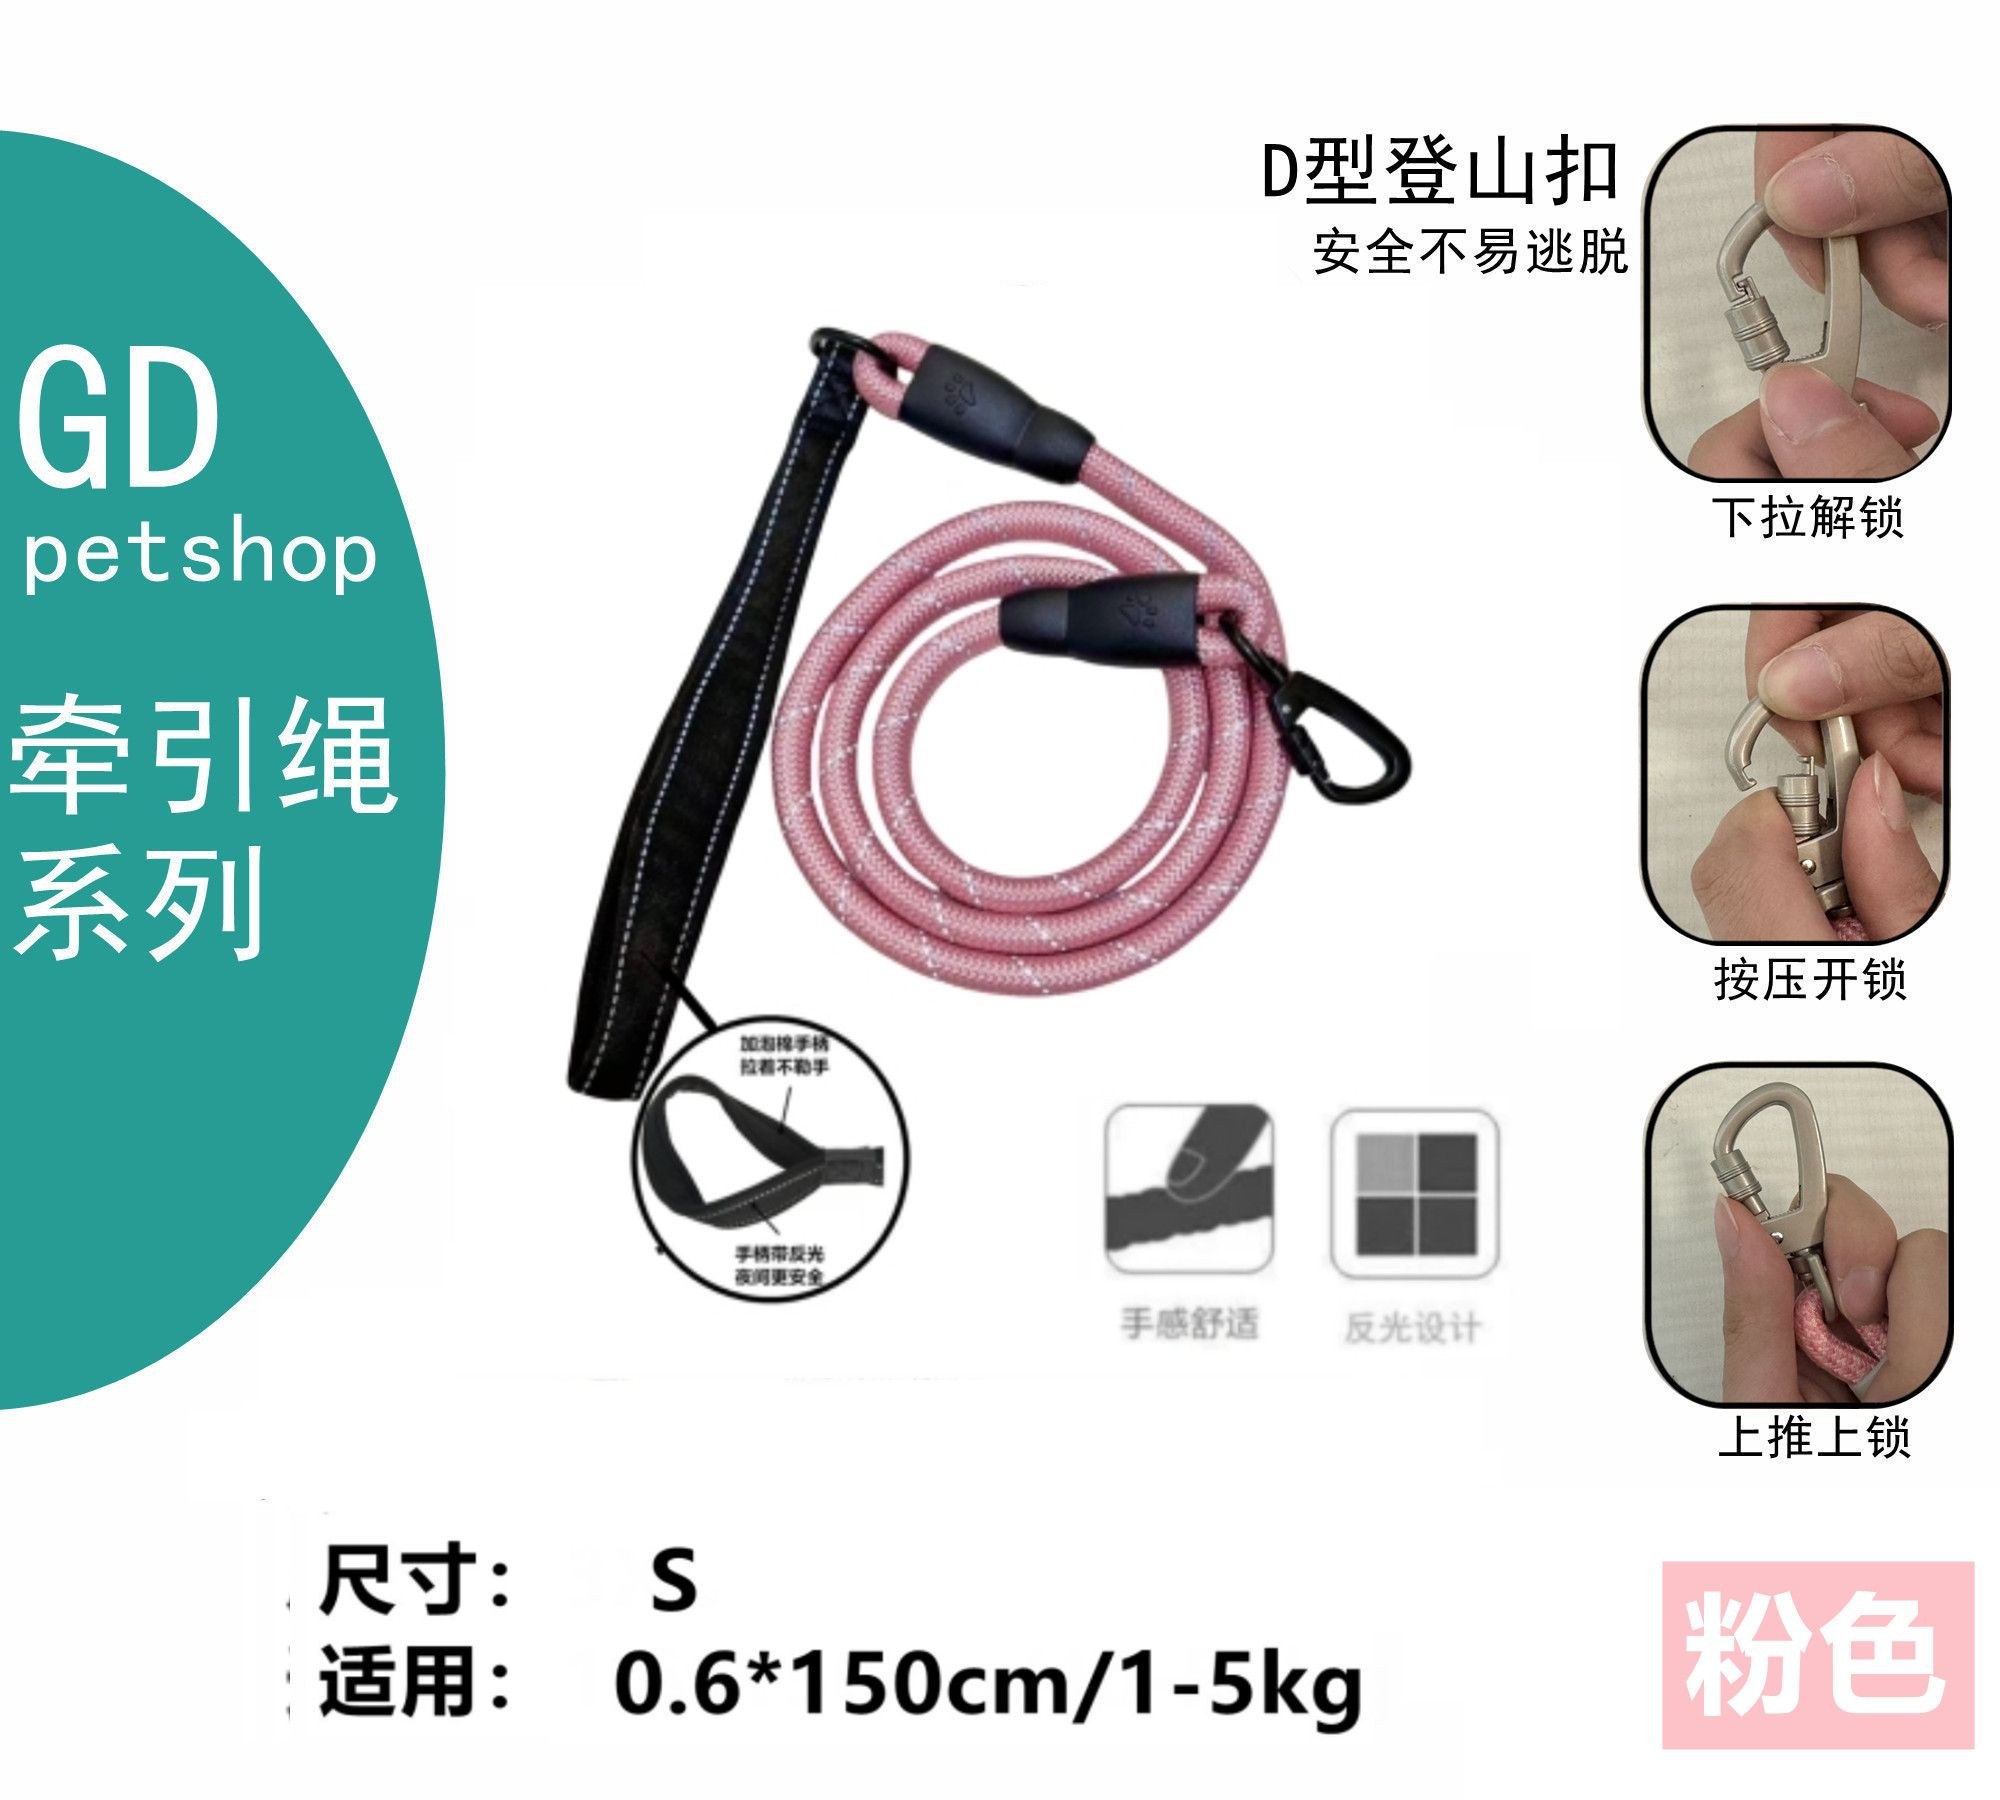 GD
petshop
牵引绳
系列
D型登山扣
安全不易逃脱
下拉解锁
按压开锁
上推上锁
加泡棉手柄
拉着不勒手
手柄带反光
夜间更安全
手感舒适
反光设计
尺寸： S
适用： 0.6*150cm/1-5kg
粉色